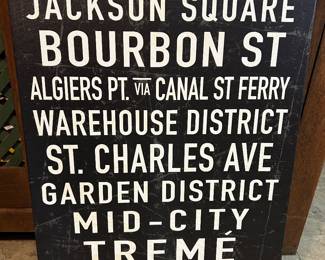 JACKSON SQUARE
BOURBON ST
ALGIERS PT. VIA CANAL ST FERRY
WAREHOUSE DISTRICT
ST. CHARLES AVE
GARDEN DISTRICT
MID-CITY
TREMÉ